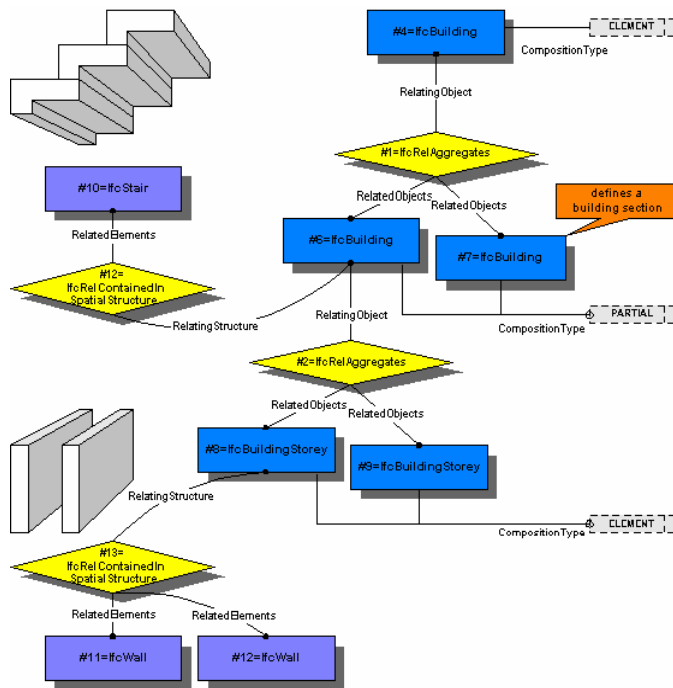 #4=IfcBuilding
ELEMENT
CompositionType
RelatingObject
#1=IfcRelAggregates
#10=IfcStair
RelatedObjects
RelatedObjects
defines a
building section
RelatedElements
#6=IfcBuilding
#7=IfcBuilding
#12=
IfcRelContainedIn
SpatialStructure
RelatingStructure
RelatingObject
PARTIAL
CompositionType
#2=IfcRelAggregates
RelatedObjects
RelatedObjects
#8=IfcBuildingStorey
#9=IfcBuildingStorey
RelatingStructure
ELEMENT
CompositionType
#13=
IfcRelContainedIn
SpatialStructure
RelatedElements
RelatedElements
#11=IfcWall
#12=IfcWall